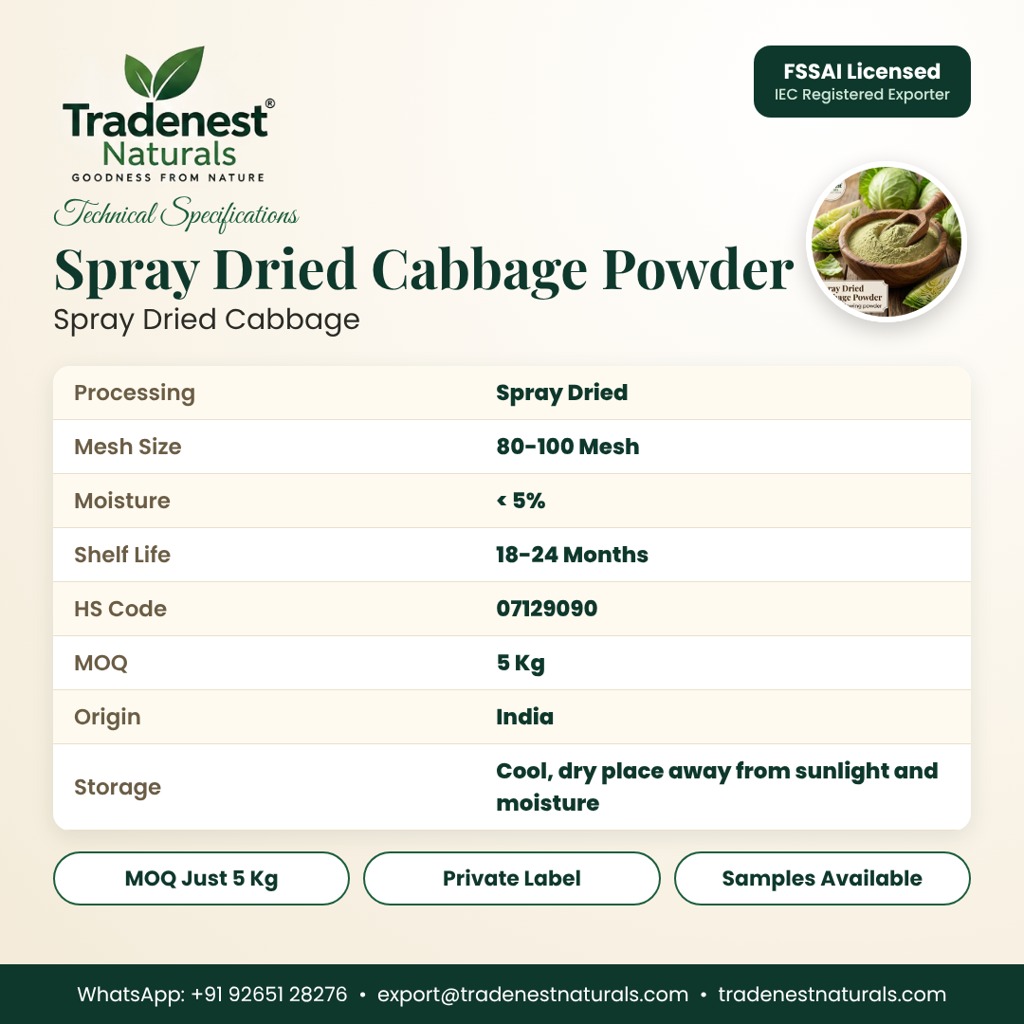 Tradenest®
Naturals
GOODNESS FROM NATURE
FSSAI Licensed
IEC Registered Exporter
Technical Specifications
Spray Dried Cabbage Powder
Spray Dried Cabbage
Processing Spray Dried
Mesh Size 80-100 Mesh
Moisture < 5%
Shelf Life 18-24 Months
HS Code 07129090
MOQ 5 Kg
Origin India
Storage Cool, dry place away from sunlight and
moisture
MOQ Just 5 Kg
Private Label
Samples Available
WhatsApp: +91 92651 28276 • export@tradenestnaturals.com • tradenestnaturals.com